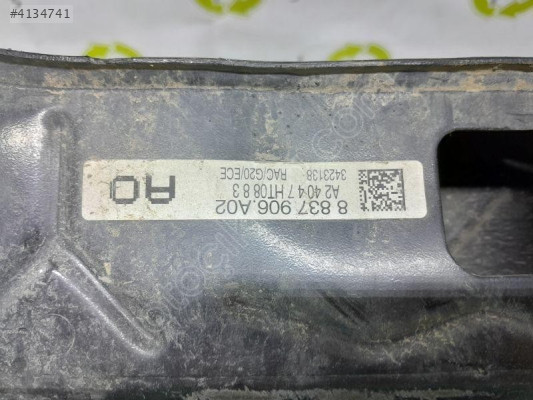 #4134741
8 837 906.A02
A2 40 4 7 HT08 8 3
3423138 RAC/G20/ECE
AO